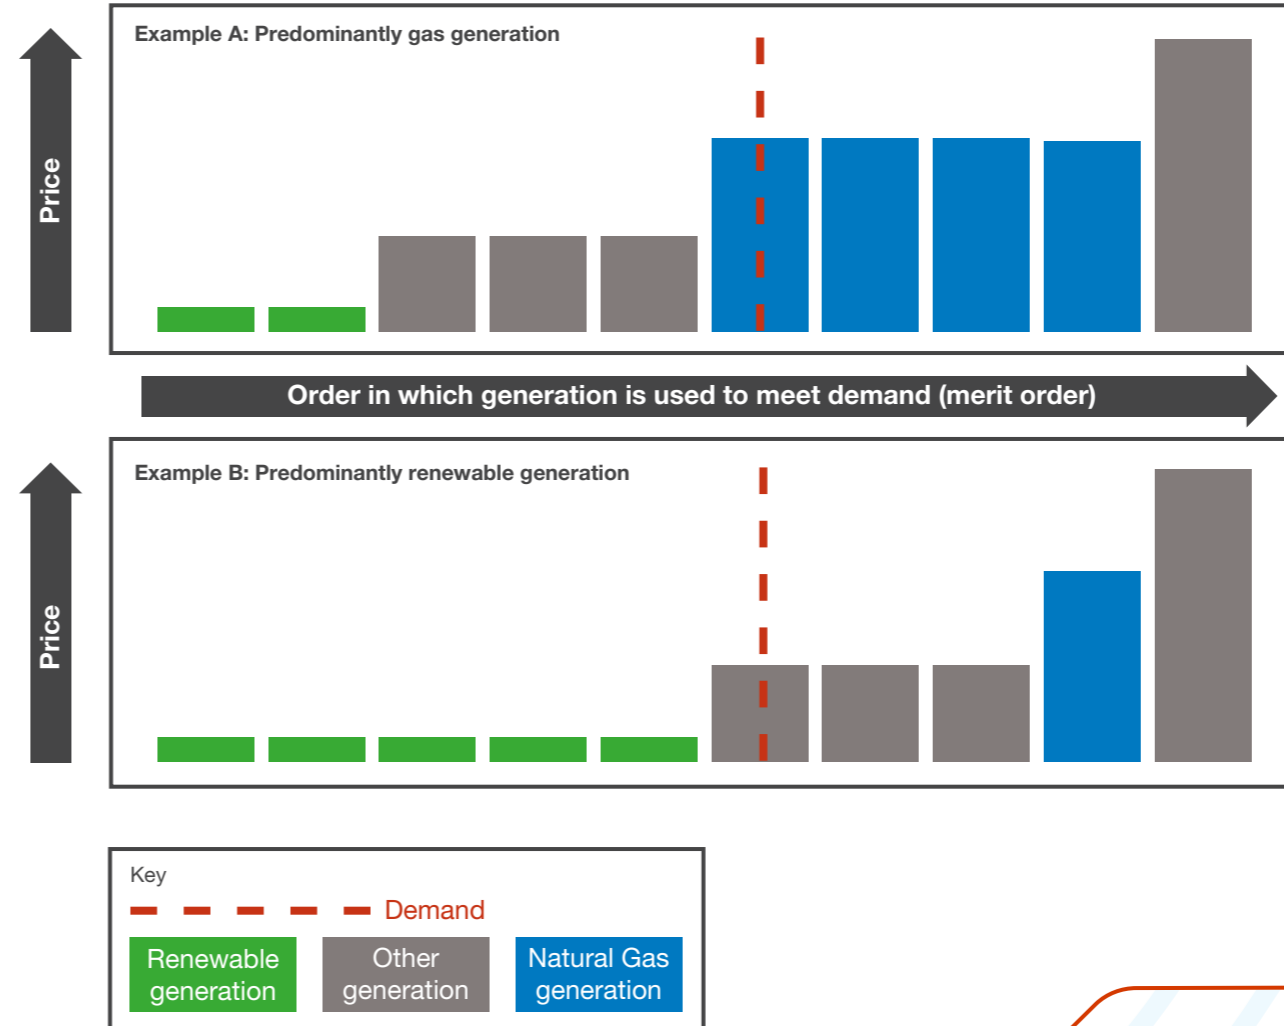 Example A: Predominantly gas generation
Price
Order in which generation is used to meet demand (merit order)
Example B: Predominantly renewable generation
Price
Key
Demand
Renewable
generation
Other
generation
Natural Gas
generation